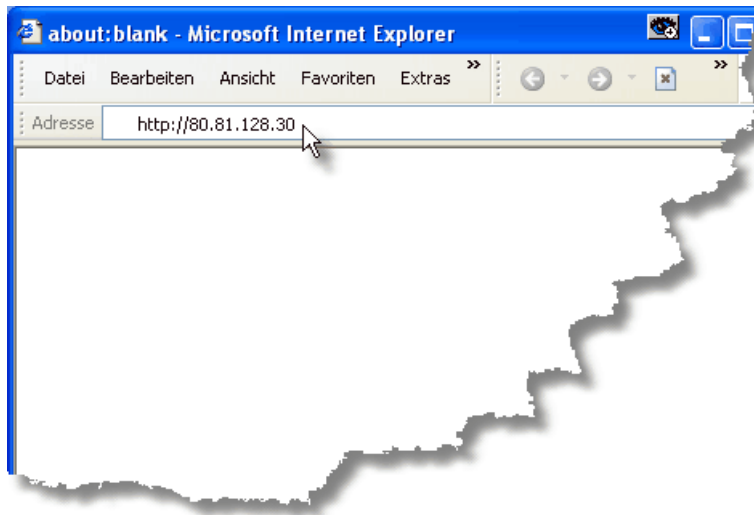 about:blank - Microsoft Internet Explorer
Datei Bearbeiten Ansicht Favoriten Extras » »
Adresse http://80.81.128.30